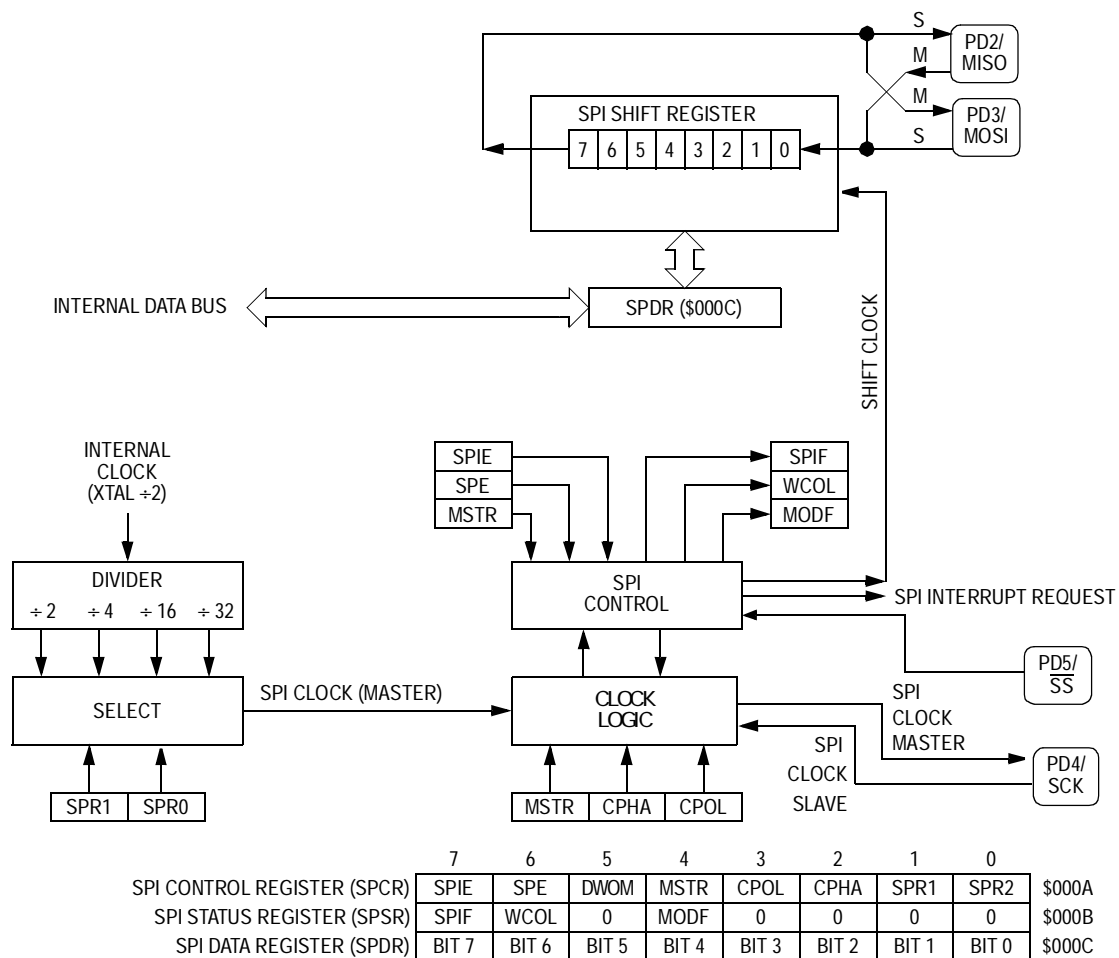 S
PD2/
MISO
M
M
PD3/
MOSI
S
SPI SHIFT REGISTER
7 6 5 4 3 2 1 0
INTERNAL DATA BUS
SPDR ($000C)
SHIFT CLOCK
INTERNAL
CLOCK
(XTAL ÷2)
SPIE
SPE
MSTR
SPIF
WCOL
MODF
DIVIDER
÷ 2 ÷ 4 ÷ 16 ÷ 32
SPI
CONTROL
SPI INTERRUPT REQUEST
PD5/
SS
SELECT
SPI CLOCK (MASTER)
CLOCK
LOGIC
SPI
CLOCK
MASTER
SPI
CLOCK
SLAVE
PD4/
SCK
SPR1 SPR0
MSTR CPHA CPOL
7 6 5 4 3 2 1 0
SPI CONTROL REGISTER (SPCR) SPIE SPE DWOM MSTR CPOL CPHA SPR1 SPR2 $000A
SPI STATUS REGISTER (SPSR) SPIF WCOL 0 MODF 0 0 0 0 $000B
SPI DATA REGISTER (SPDR) BIT 7 BIT 6 BIT 5 BIT 4 BIT 3 BIT 2 BIT 1 BIT 0 $000C